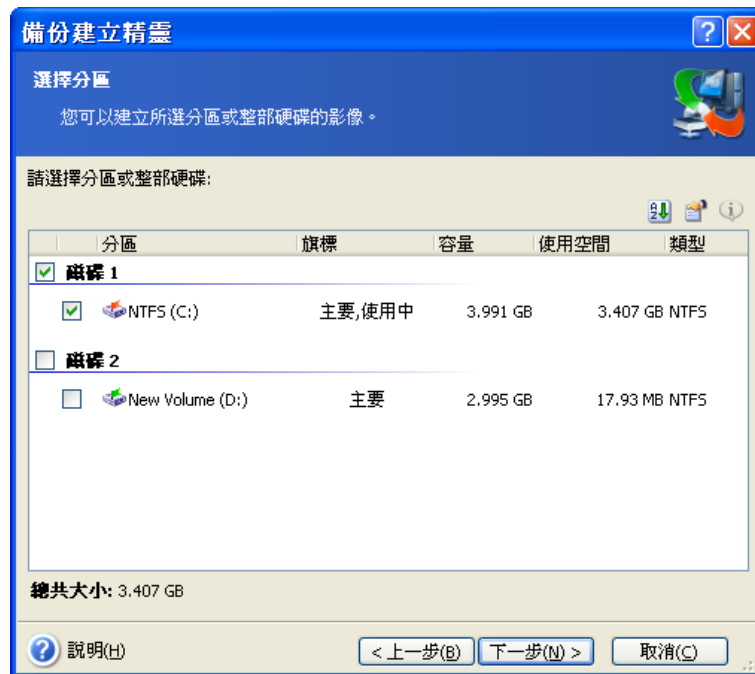 備份建立精靈
選擇分區
您可以建立所選分區或整部硬碟的影像。
請選擇分區或整部硬碟:
分區 旗標 容量 使用空間 類型
磁碟 1
NTFS (C:) 主要,使用中 3.991 GB 3.407 GB NTFS
磁碟 2
New Volume (D:) 主要 2.995 GB 17.93 MB NTFS
總共大小: 3.407 GB
說明(H) < 上一步(B) 下一步(N) > 取消(C)